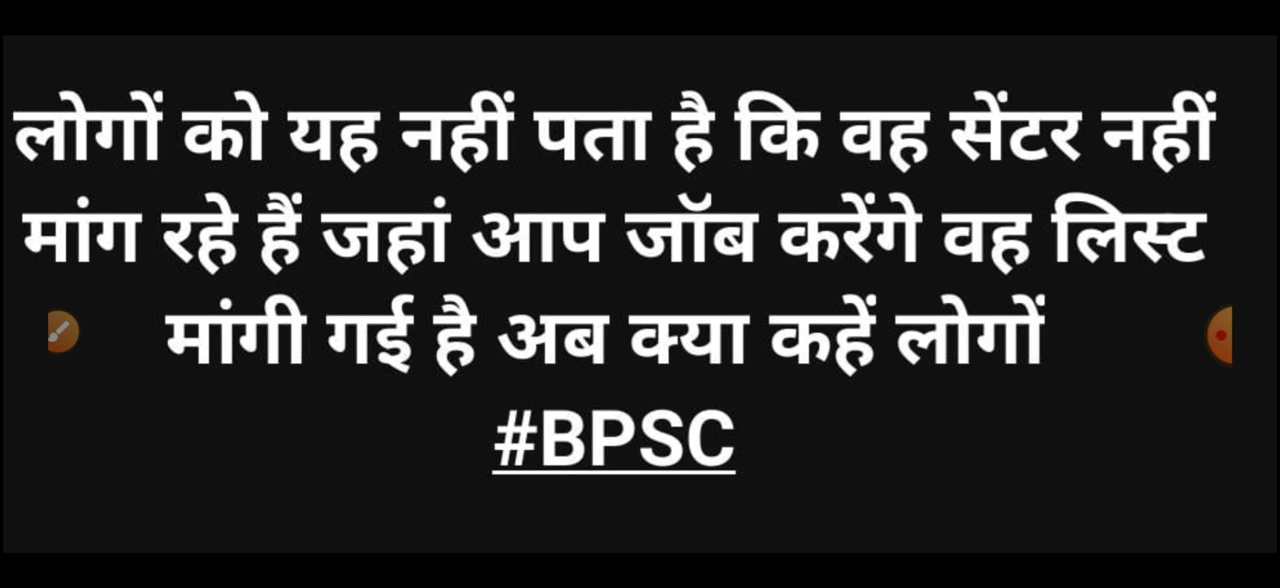 लोगों को यह नहीं पता है कि वह सेंटर नहीं
मांग रहे हैं जहां आप जॉब करेंगे वह लिस्ट
मांगी गई है अब क्या कहें लोगों
#BPSC